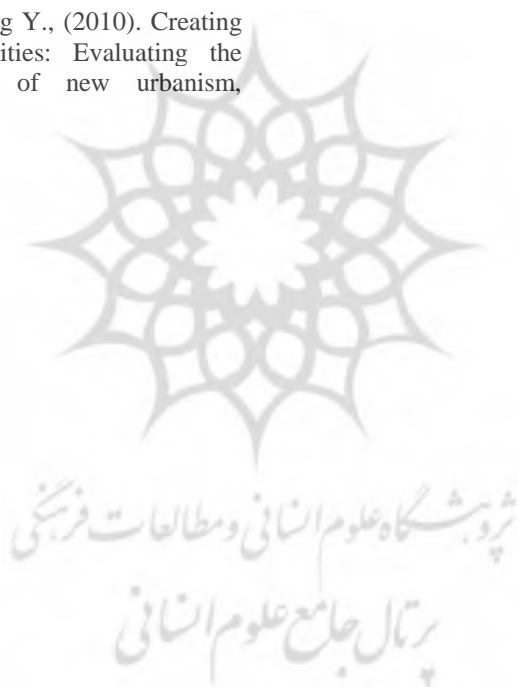 g Y., (2010). Creating
ities: Evaluating the
of new urbanism,
پژوهشگاه علوم انسانی و مطالعات فرهنگی
پرتال جامع علوم انسانی